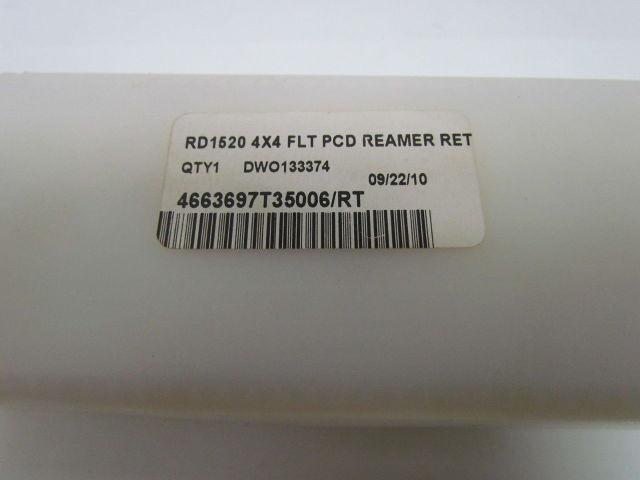 RD1520 4X4 FLT PCD REAMER RET
QTY1 DWO133374
09/22/10
4663697T35006/RT